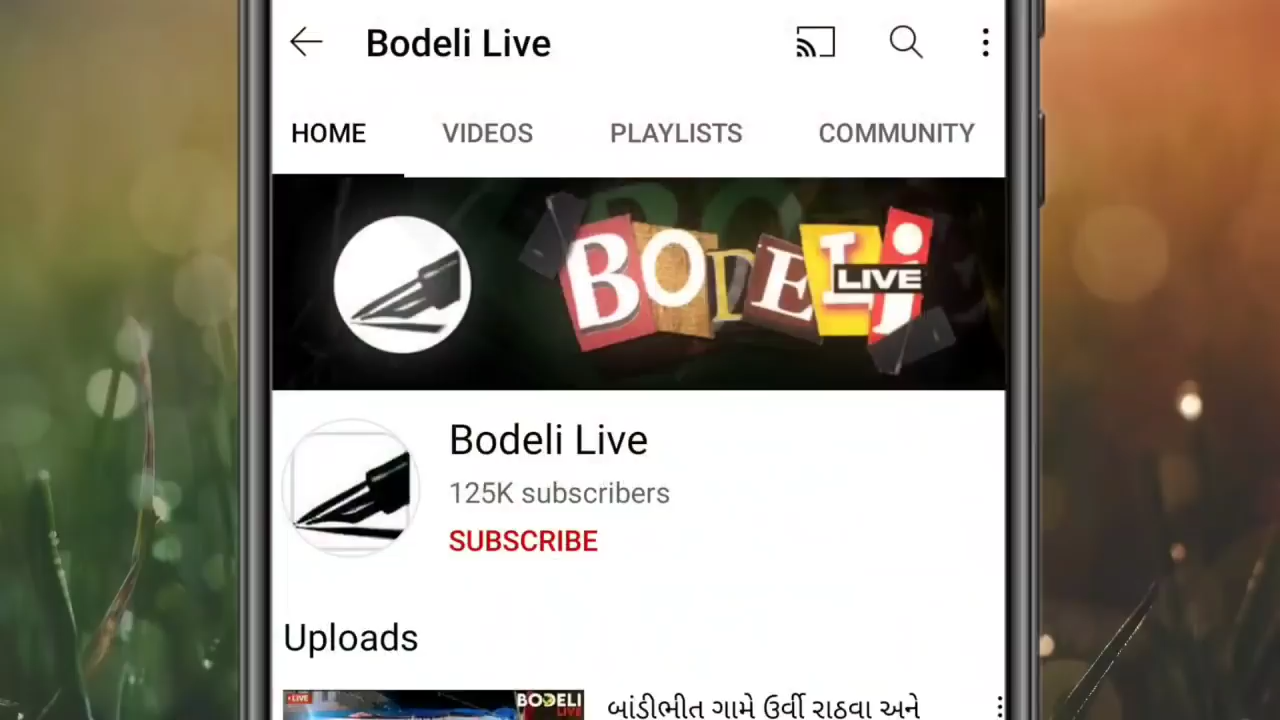 Bodeli Live
HOME VIDEOS PLAYLISTS COMMUNITY
BODELi
LIVE
Bodeli Live
125K subscribers
SUBSCRIBE
Uploads
LIVE
BODELI
LIVE
બાંડીભીત ગામે ઉર્વી રાઠવા અને